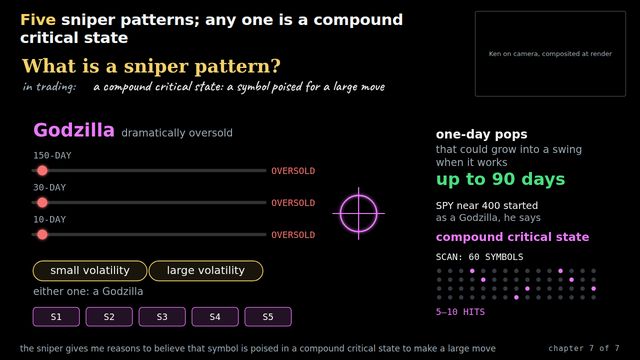 Five sniper patterns; any one is a compound
critical state
Ken on camera, composited at render
What is a sniper pattern?
in trading: a compound critical state: a symbol poised for a large move
Godzilla dramatically oversold
150-DAY
OVERSOLD
30-DAY
OVERSOLD
10-DAY
OVERSOLD
small volatility
large volatility
either one: a Godzilla
S1
S2
S3
S4
S5
one-day pops
that could grow into a swing
when it works
up to 90 days
SPY near 400 started
as a Godzilla, he says
compound critical state
SCAN: 60 SYMBOLS
5–10 HITS
the sniper gives me reasons to believe that symbol is poised in a compound critical state to make a large move
chapter 7 of 7